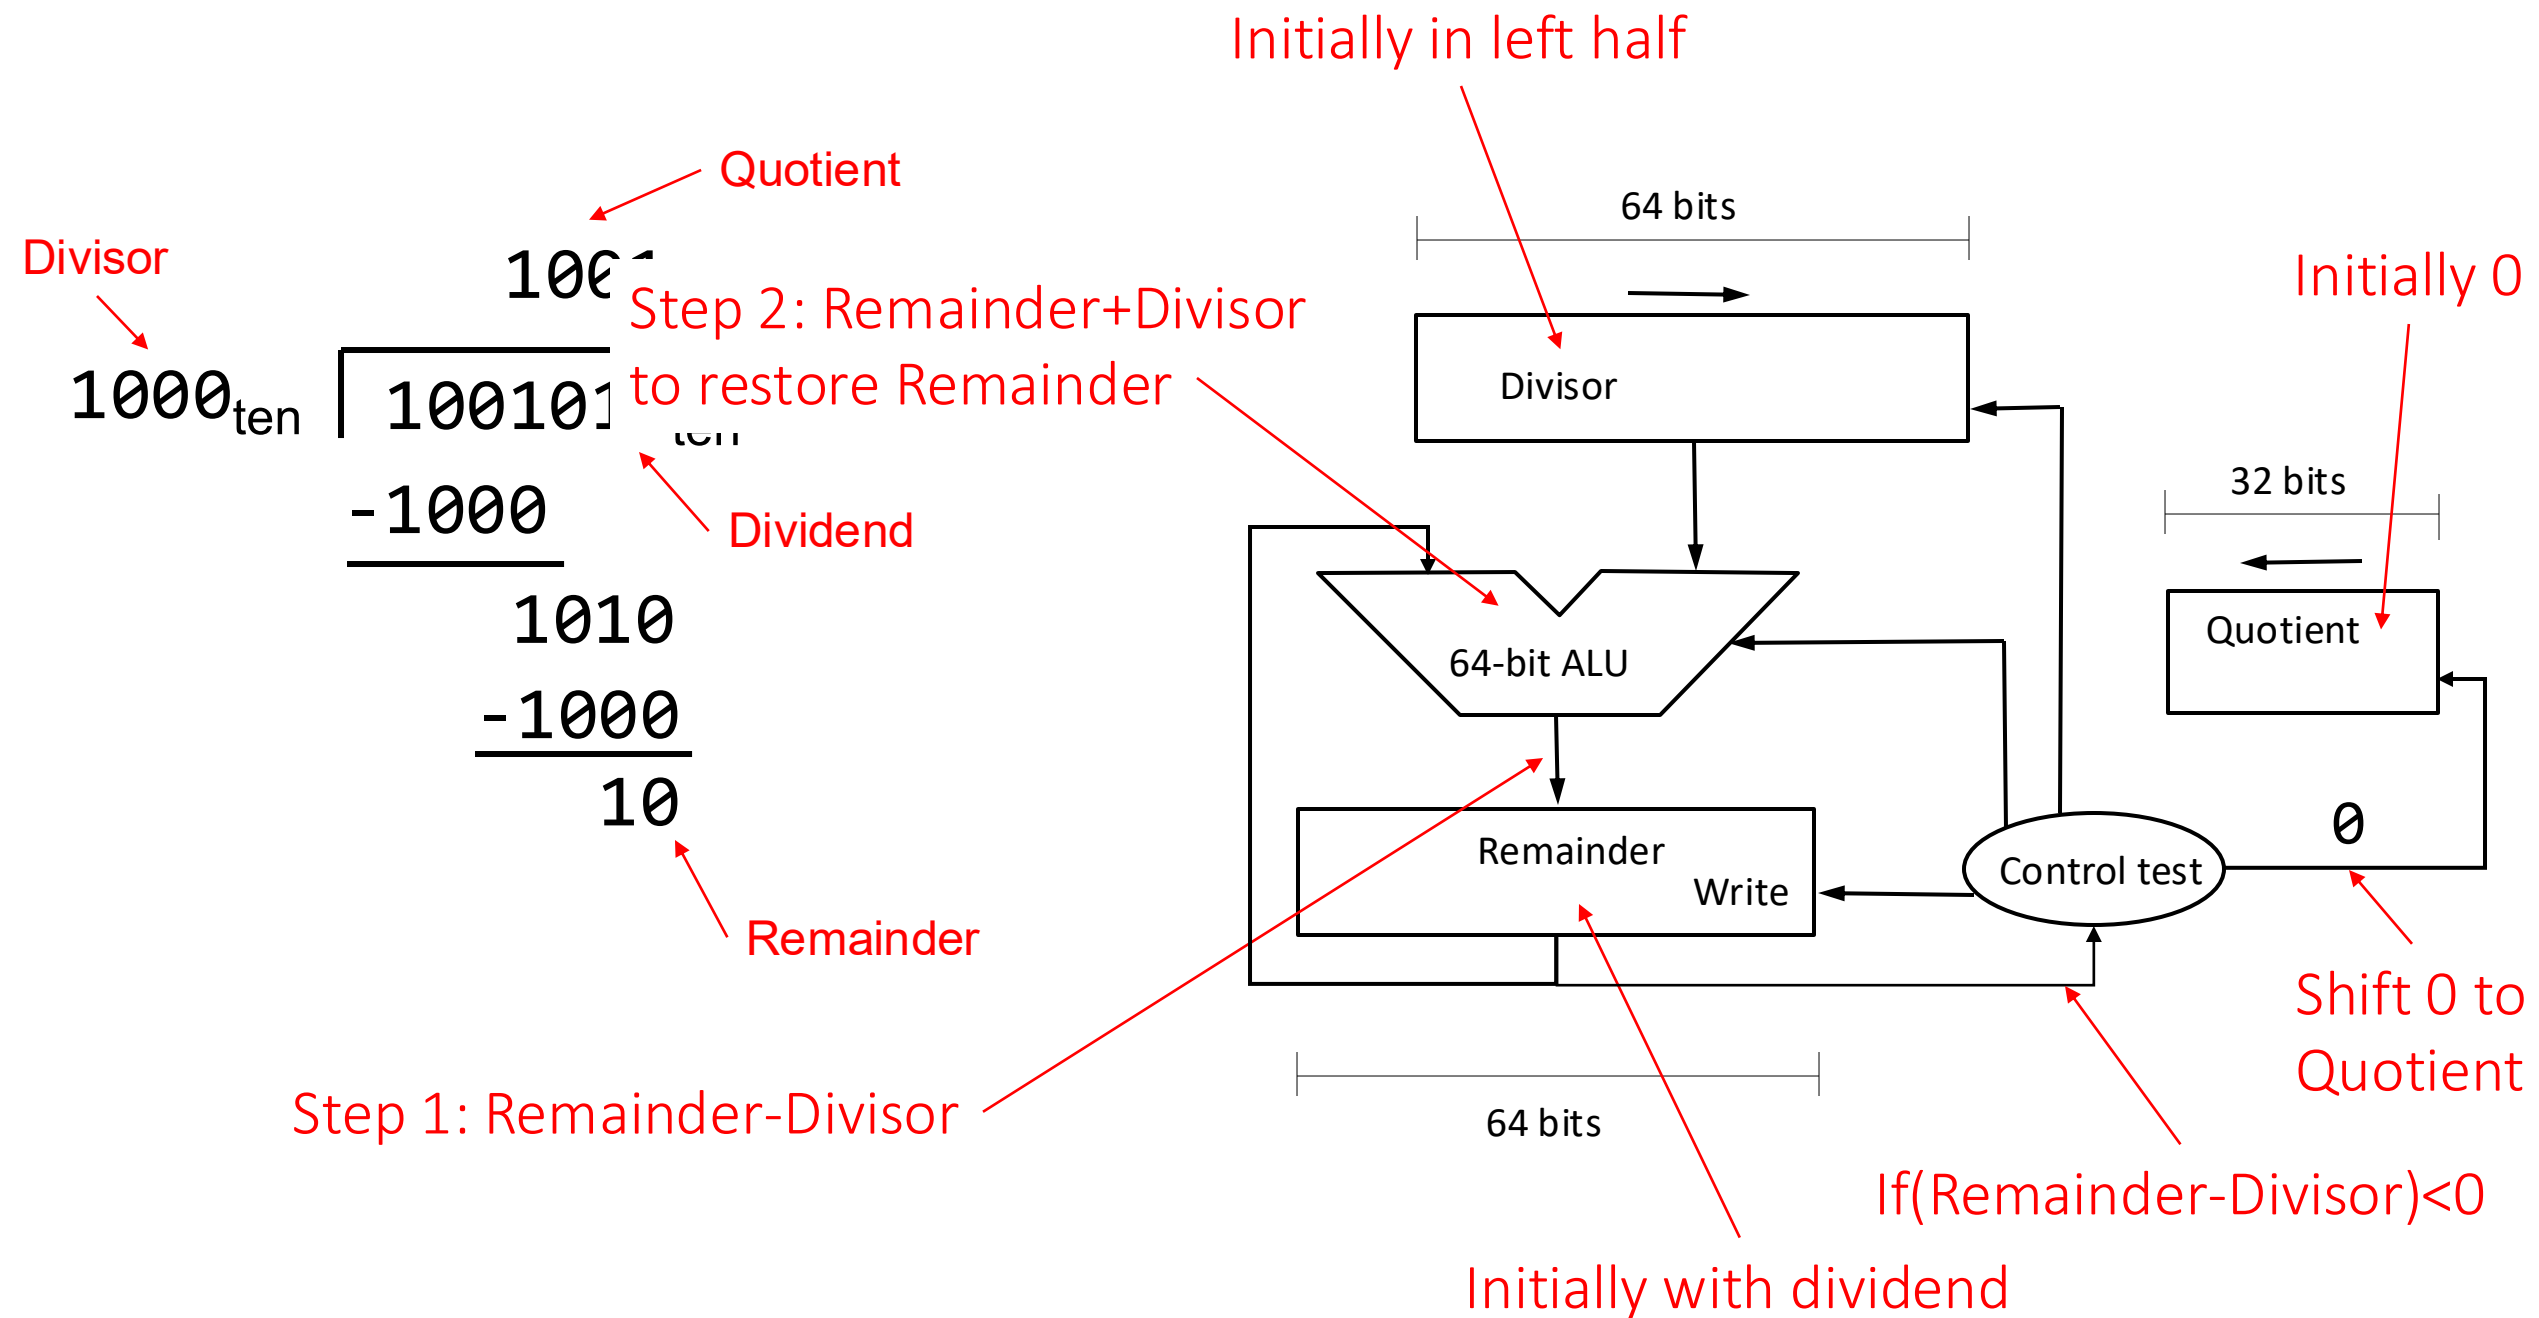 Initially in left half
Quotient
64 bits
Divisor
Initially 0
Step 2: Remainder+Divisor
to restore Remainder
1000ten
100101
Divisor
32 bits
-1000
Dividend
1010
Quotient
64-bit ALU
-1000
10
0
Remainder
Write
Control test
Remainder
Shift 0 to
Quotient
Step 1: Remainder-Divisor
64 bits
If(Remainder-Divisor)<0
Initially with dividend